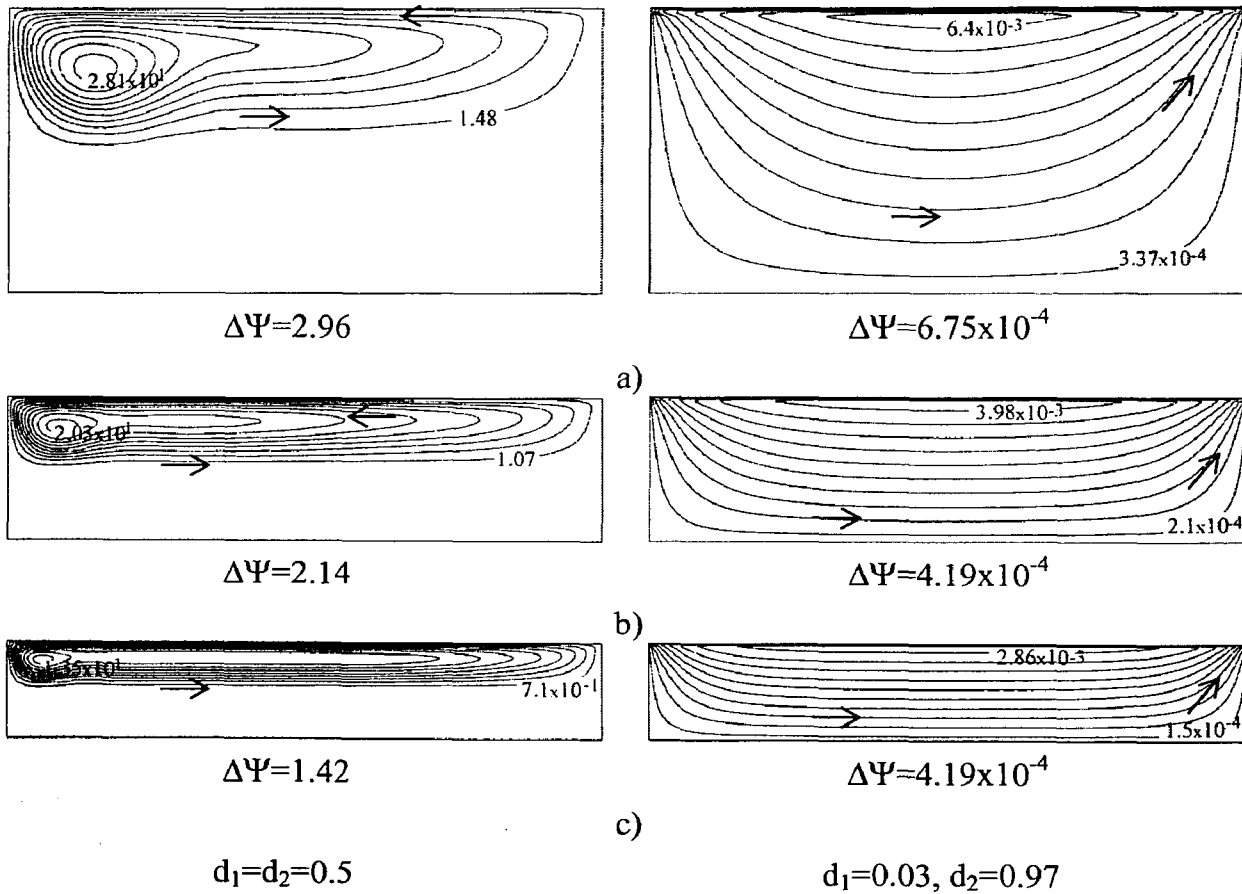 2.81x10¹
1.48
6.4x10⁻³
3.37x10⁻⁴
ΔΨ=2.96
ΔΨ=6.75x10⁻⁴
a)
2.03x10¹
1.07
3.98x10⁻³
2.1x10⁻⁴
ΔΨ=2.14
ΔΨ=4.19x10⁻⁴
b)
7.1x10⁻¹
2.86x10⁻³
1.5x10⁻⁴
ΔΨ=1.42
ΔΨ=4.19x10⁻⁴
c)
d₁=d₂=0.5
d₁=0.03, d₂=0.97